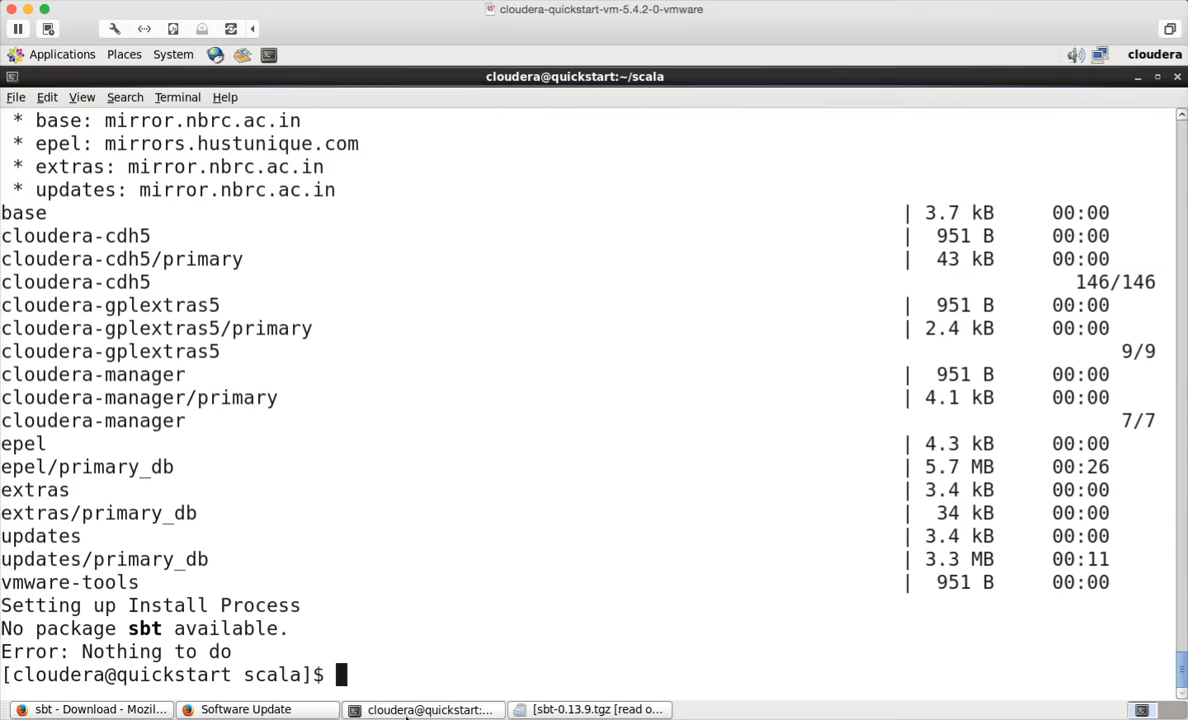 cloudera-quickstart-vm-5.4.2-0-vmware
Applications Places System cloudera
cloudera@quickstart:~/scala
File Edit View Search Terminal Help
* base: mirror.nbrc.ac.in
* epel: mirrors.hustunique.com
* extras: mirror.nbrc.ac.in
* updates: mirror.nbrc.ac.in
base | 3.7 kB 00:00
cloudera-cdh5 | 951 B 00:00
cloudera-cdh5/primary | 43 kB 00:00
cloudera-cdh5 146/146
cloudera-gplextras5 | 951 B 00:00
cloudera-gplextras5/primary | 2.4 kB 00:00
cloudera-gplextras5 9/9
cloudera-manager | 951 B 00:00
cloudera-manager/primary | 4.1 kB 00:00
cloudera-manager 7/7
epel | 4.3 kB 00:00
epel/primary_db | 5.7 MB 00:26
extras | 3.4 kB 00:00
extras/primary_db | 34 kB 00:00
updates | 3.4 kB 00:00
updates/primary_db | 3.3 MB 00:11
vmware-tools | 951 B 00:00
Setting up Install Process
No package sbt available.
Error: Nothing to do
[cloudera@quickstart scala]$
sbt - Download - Mozil... Software Update cloudera@quickstart:... [sbt-0.13.9.tgz [read o...